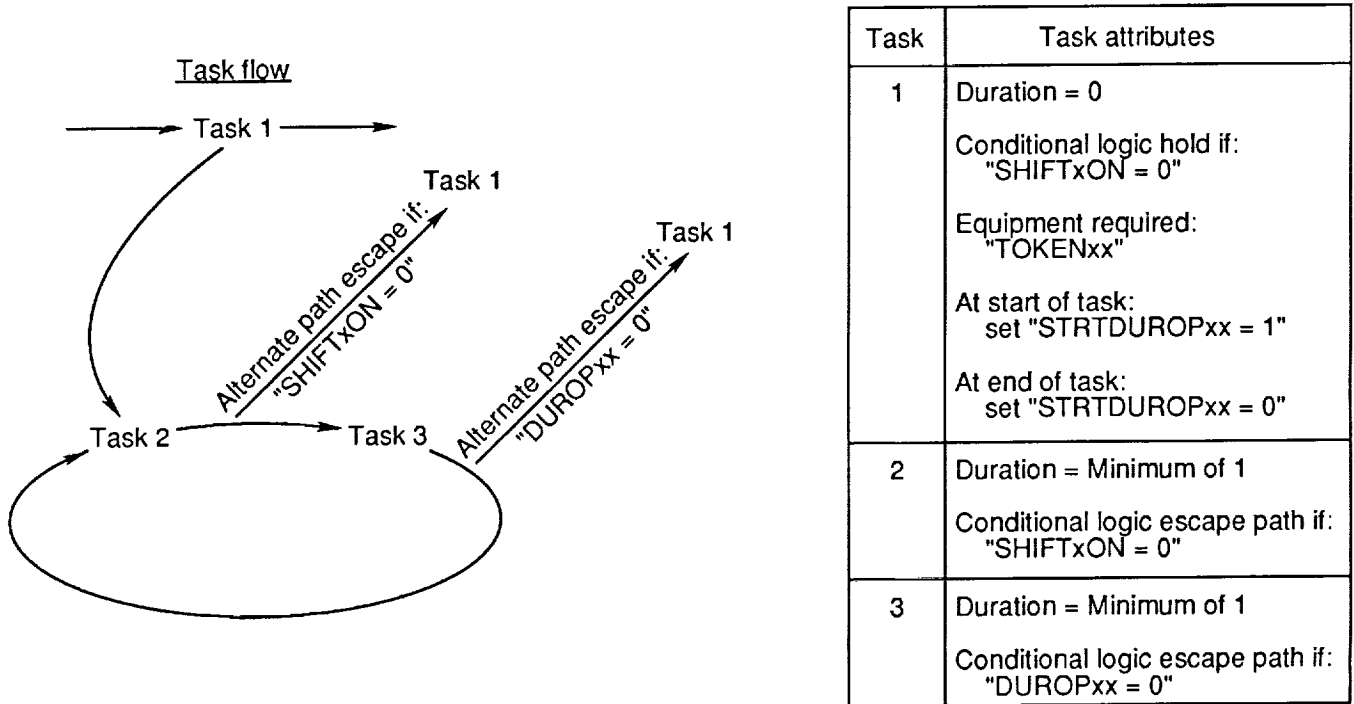 Task flow
Task 1
Task 1
Alternate path escape if:
"SHIFTxON = 0"
Task 1
Alternate path escape if:
"DUROPxx = 0"
Task 2
Task 3
Task
Task attributes
1
Duration = 0
Conditional logic hold if:
"SHIFTxON = 0"
Equipment required:
"TOKENxx"
At start of task:
set "STRTDUROPxx = 1"
At end of task:
set "STRTDUROPxx = 0"
2
Duration = Minimum of 1
Conditional logic escape path if:
"SHIFTxON = 0"
3
Duration = Minimum of 1
Conditional logic escape path if:
"DUROPxx = 0"